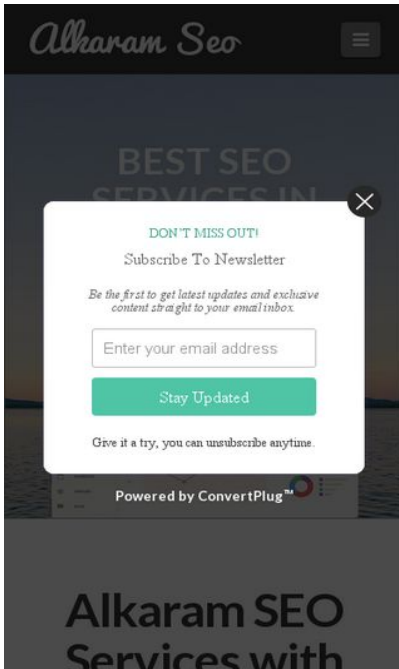 Alkaram Seo
BEST SEO
SERVICES IN
DON'T MISS OUT!
Subscribe To Newsletter
Be the first to get latest updates and exclusive
content straight to your email inbox.
Enter your email address
Stay Updated
Give it a try, you can unsubscribe anytime.
Powered by ConvertPlug™
Alkaram SEO
Services with